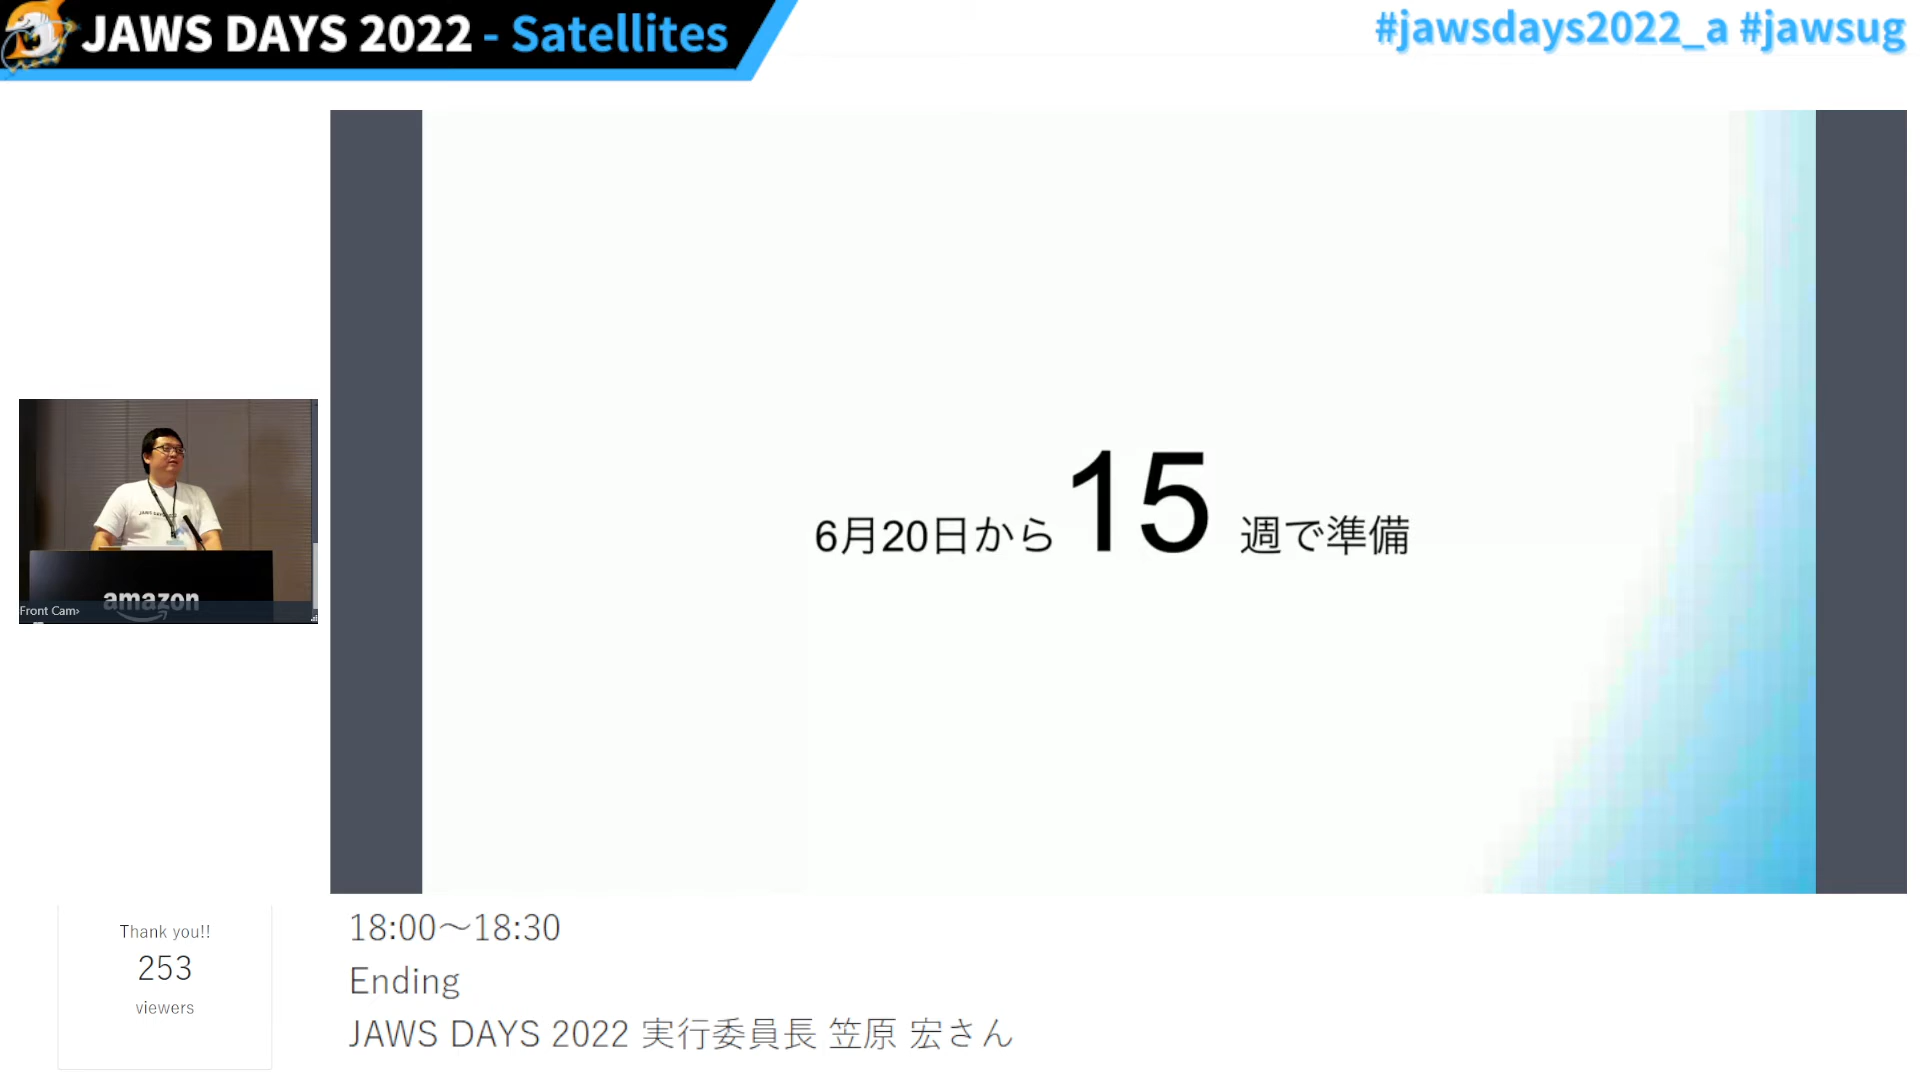 JAWS DAYS 2022 - Satellites
#jawsdays2022_a #jawsug
6月20日から 15 週で準備
amazon
Front Cam›
Thank you!!
253
viewers
18:00～18:30
Ending
JAWS DAYS 2022 実行委員長 笠原 宏さん